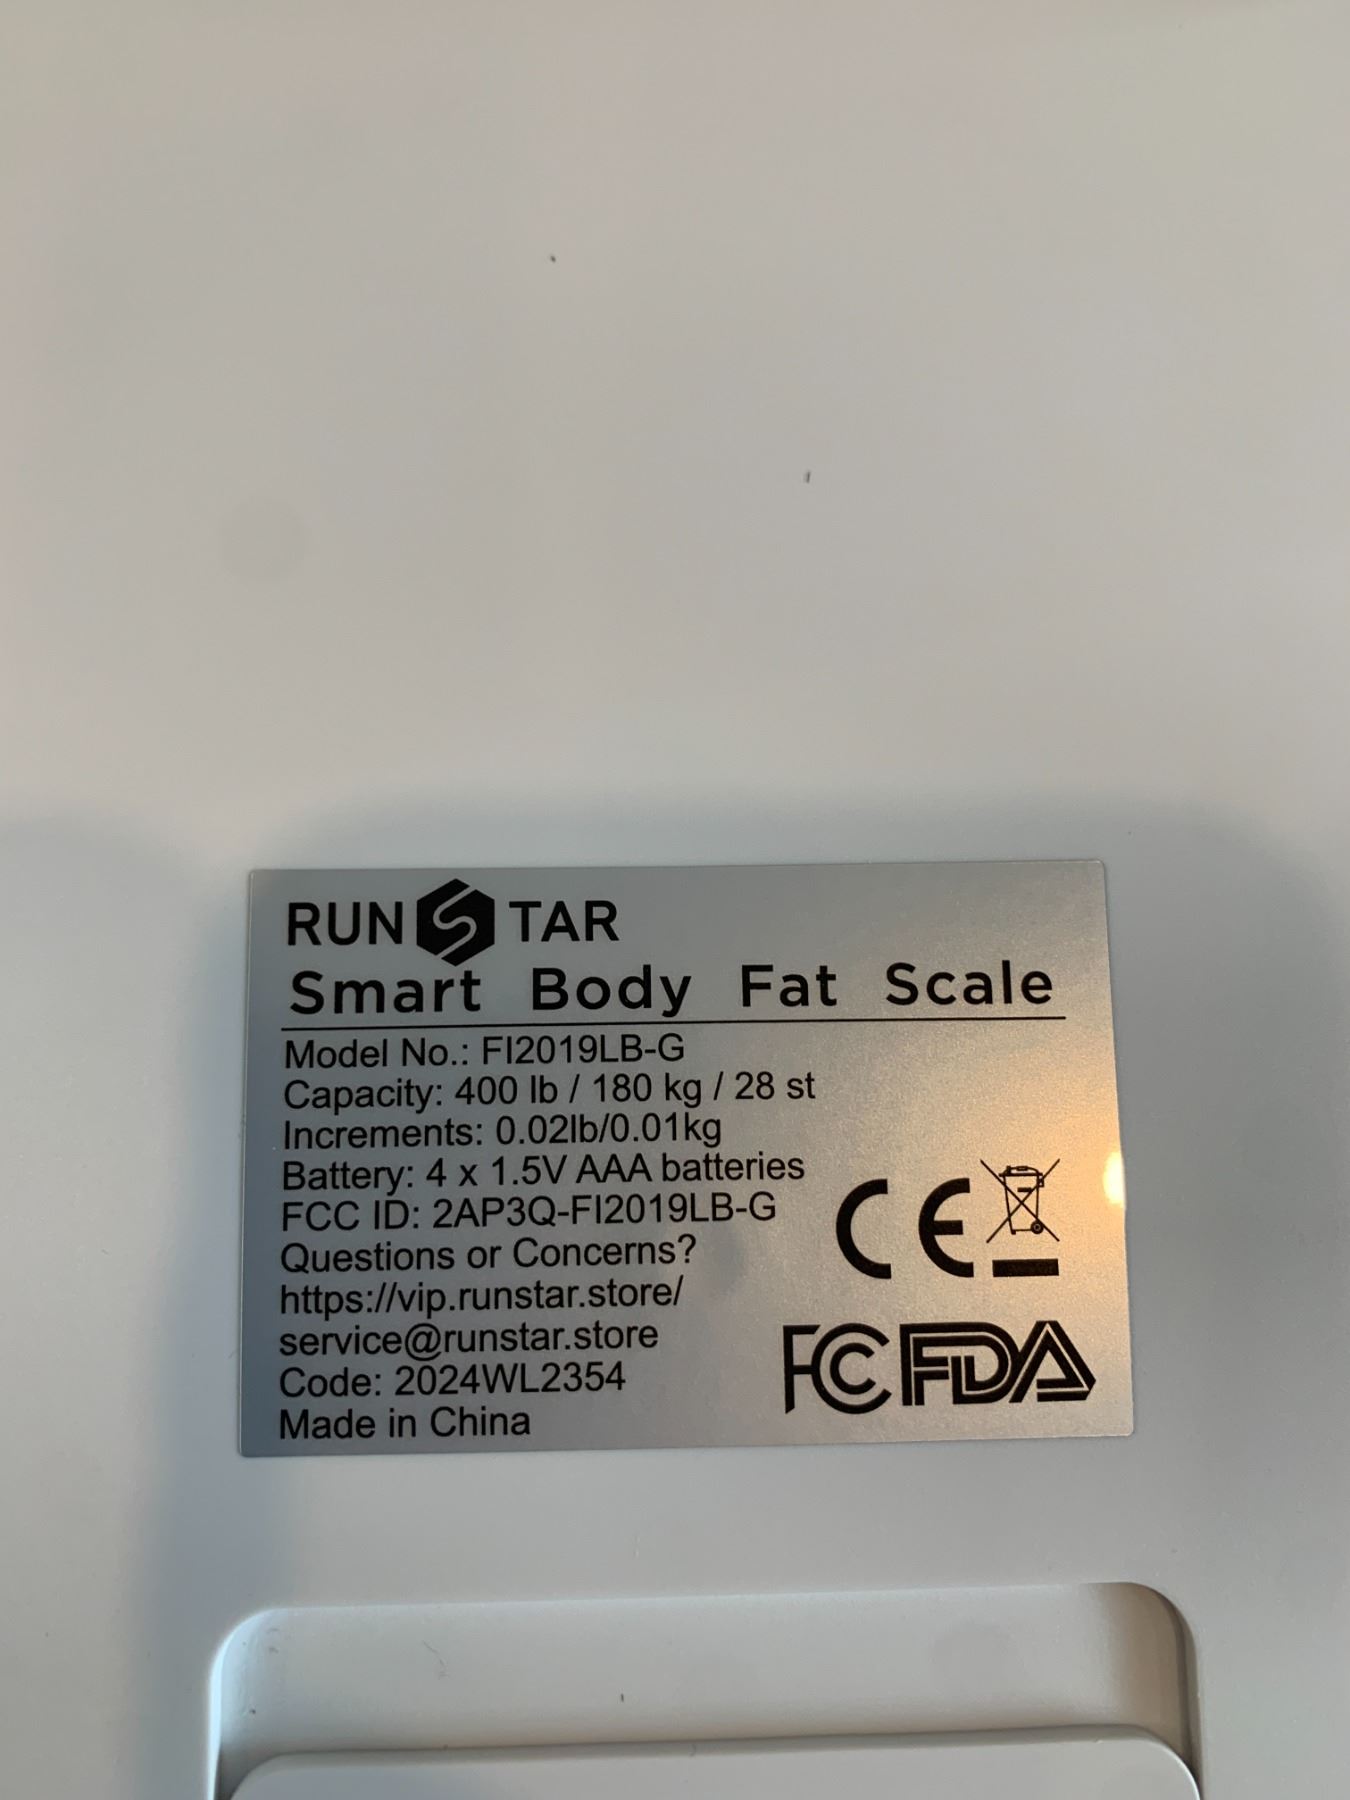 RUNSTAR
Smart Body Fat Scale
Model No.: FI2019LB-G
Capacity: 400 lb / 180 kg / 28 st
Increments: 0.02lb/0.01kg
Battery: 4 x 1.5V AAA batteries
FCC ID: 2AP3Q-FI2019LB-G
Questions or Concerns?
https://vip.runstar.store/
service@runstar.store
Code: 2024WL2354
Made in China
CE
FC FDA